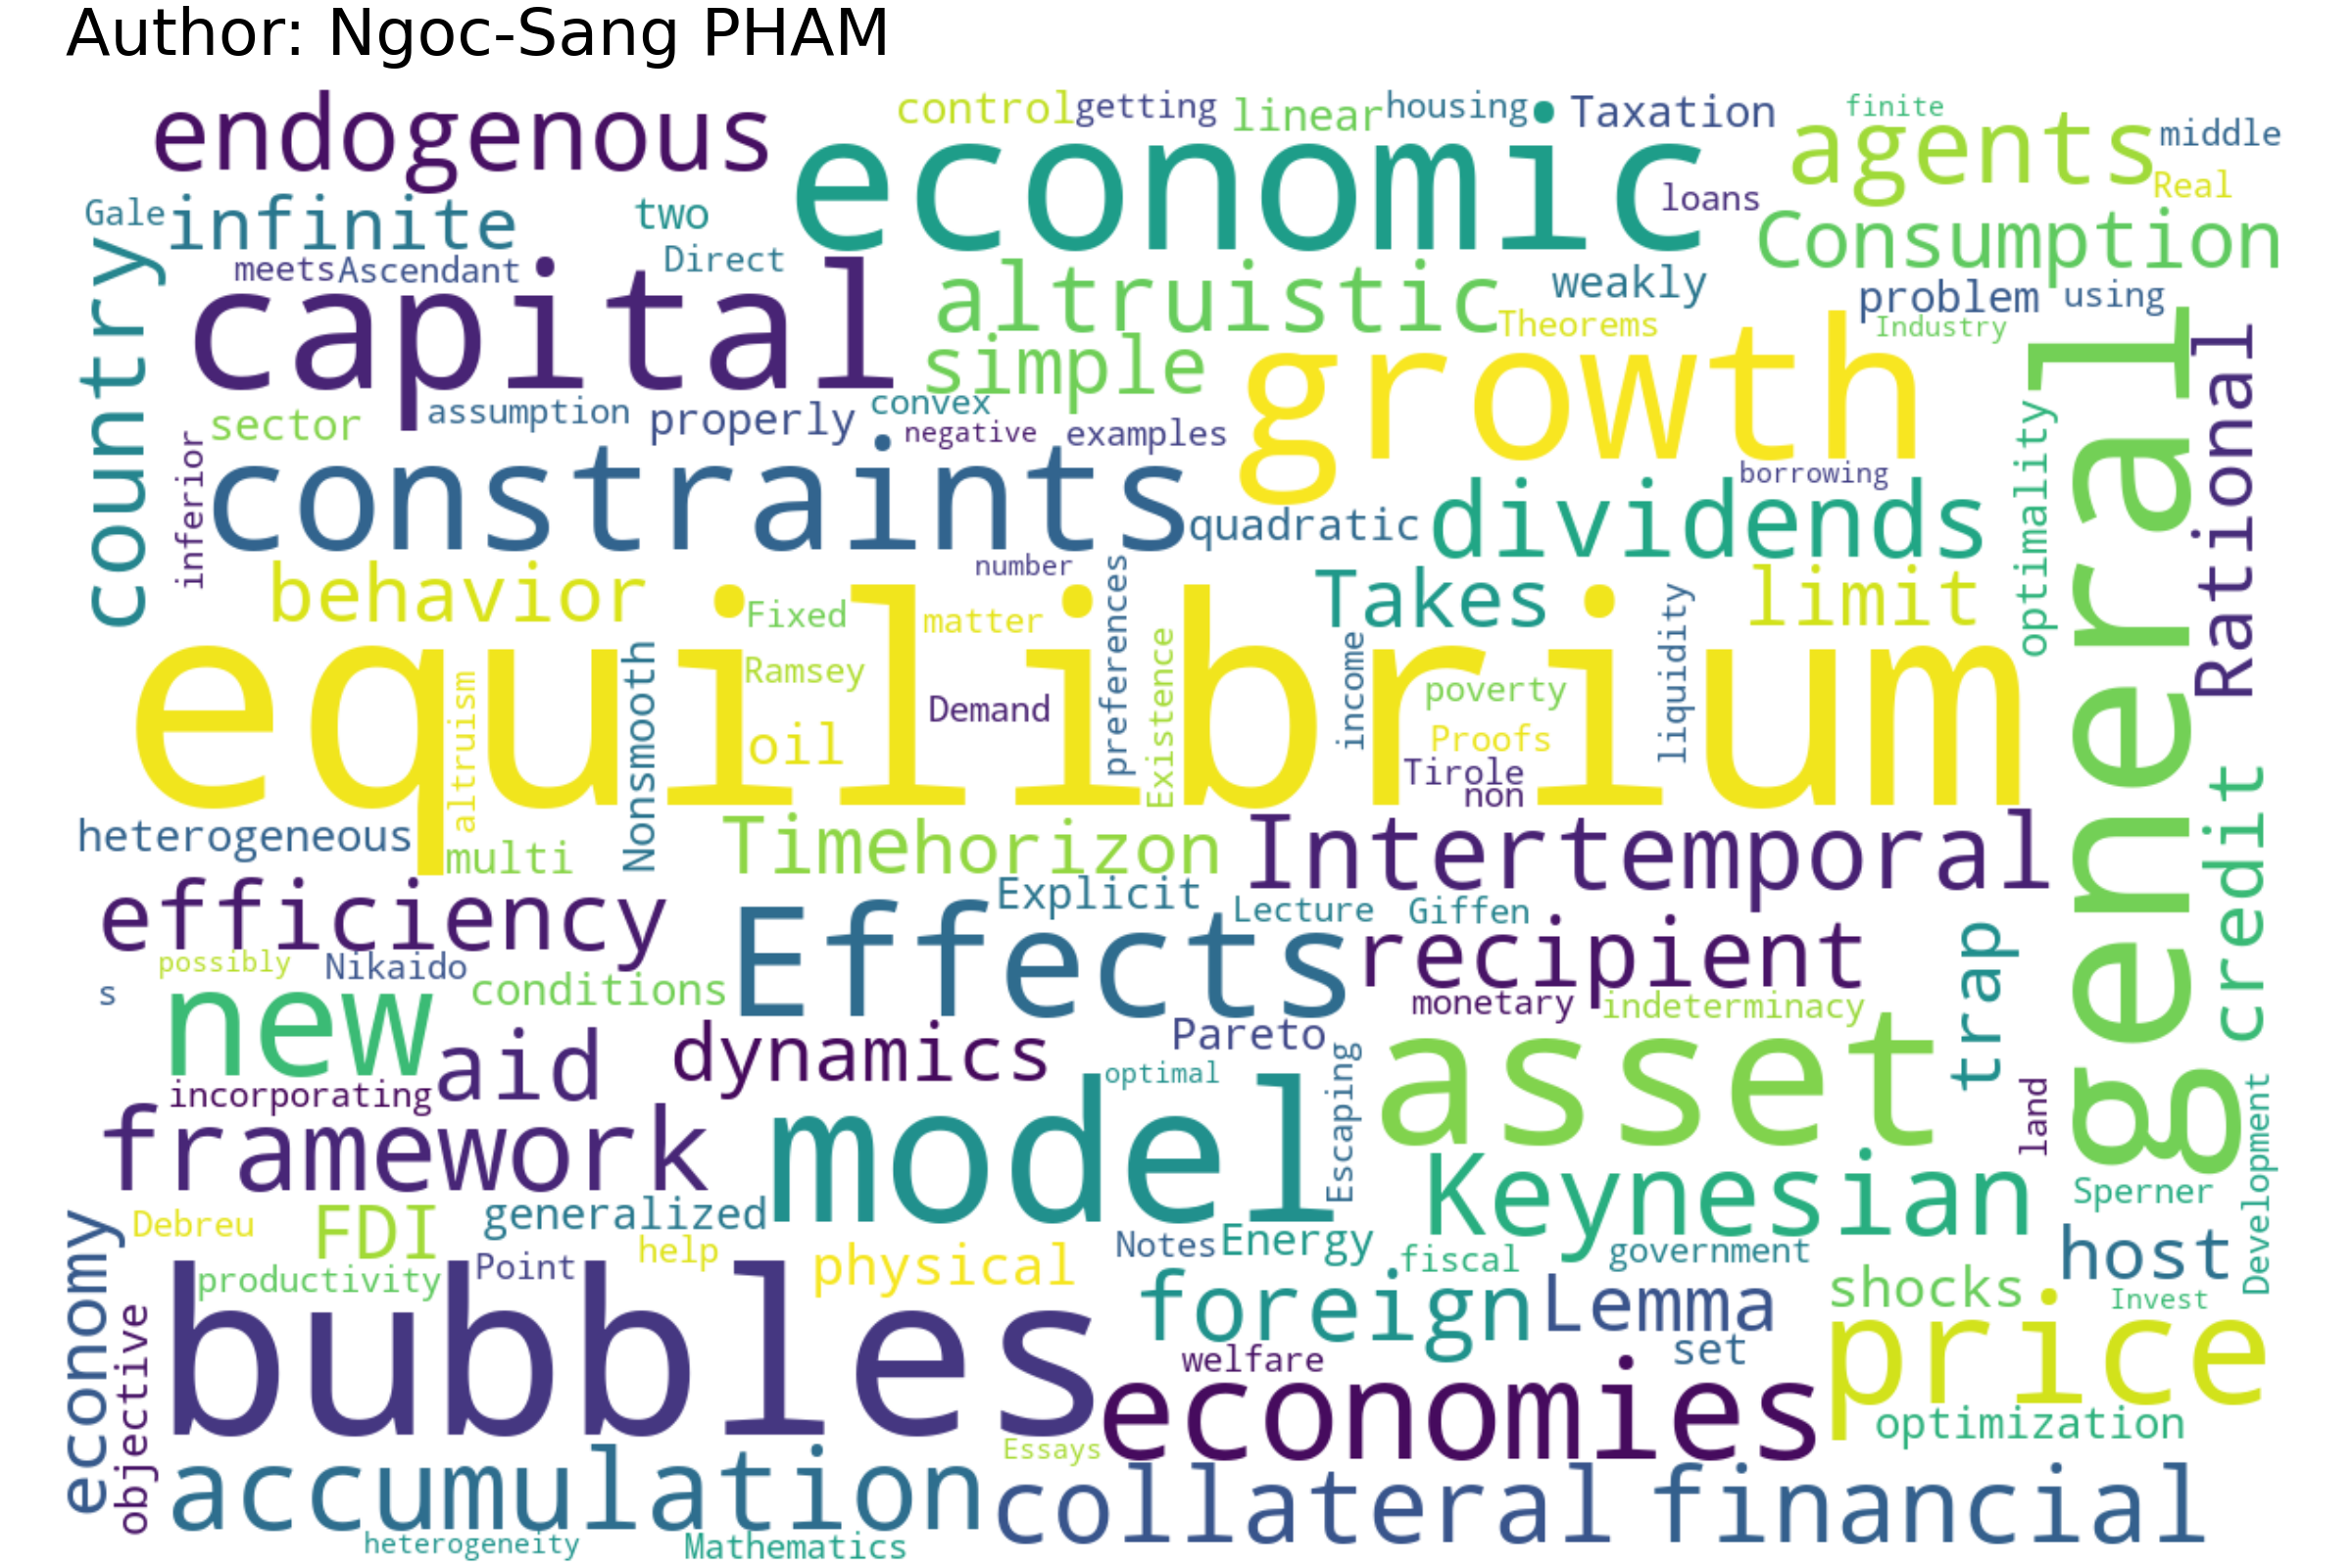 Author: Ngoc-Sang PHAM
endogenous
control
getting
linear
housing
Taxation
finite
agents
middle
economic
Real
Gale
infinite
two
loans
Consumption
country
meets
Ascendant
Direct
capital
altruistic
weakly
problem
using
Theorems
Industry
simple
growth
general
Rational
sector
assumption
properly
convex
negative
examples
optimality
inferior
constraints
borrowing
quadratic
dividends
behavior
number
preferences
Takes
limit
Fixed
matter
liquidity
equilibrium
altruism
Nonsmooth
Ramsey
Demand
Existence
income
poverty
oil
Proofs
Tirole
non
heterogeneous
multi
Timehorizon
Intertemporal
credit
efficiency
Explicit
Lecture
Giffen
Effects
recipient
trap
possibly
Nikaido
s
conditions
monetary
indeterminacy
new
aid
dynamics
Pareto
optimal
Escaping
asset
land
Development
incorporating
framework
model
Keynesian
Sperner
economy
Debreu
FDI
generalized
help
Point
physical
Notes
Energy
fiscal
government
host
productivity
objective
bubbles
foreign
Lemma
shocks
Invest
welfare
set
price
economies
optimization
Essays
accumulation
collateral
financial
heterogeneity
Mathematics